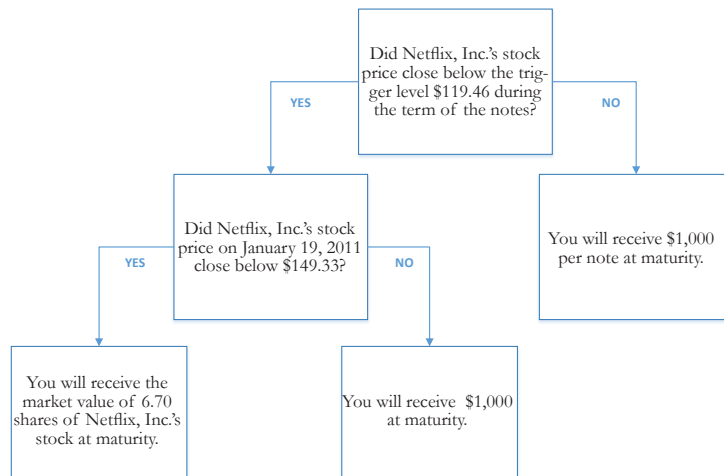 Did Netflix, Inc.'s stock
price close below the trig-
ger level $119.46 during
the term of the notes?
YES
NO
Did Netflix, Inc.'s stock
price on January 19, 2011
close below $149.33?
You will receive $1,000
per note at maturity.
YES
NO
You will receive the
market value of 6.70
shares of Netflix, Inc.'s
stock at maturity.
You will receive $1,000
at maturity.